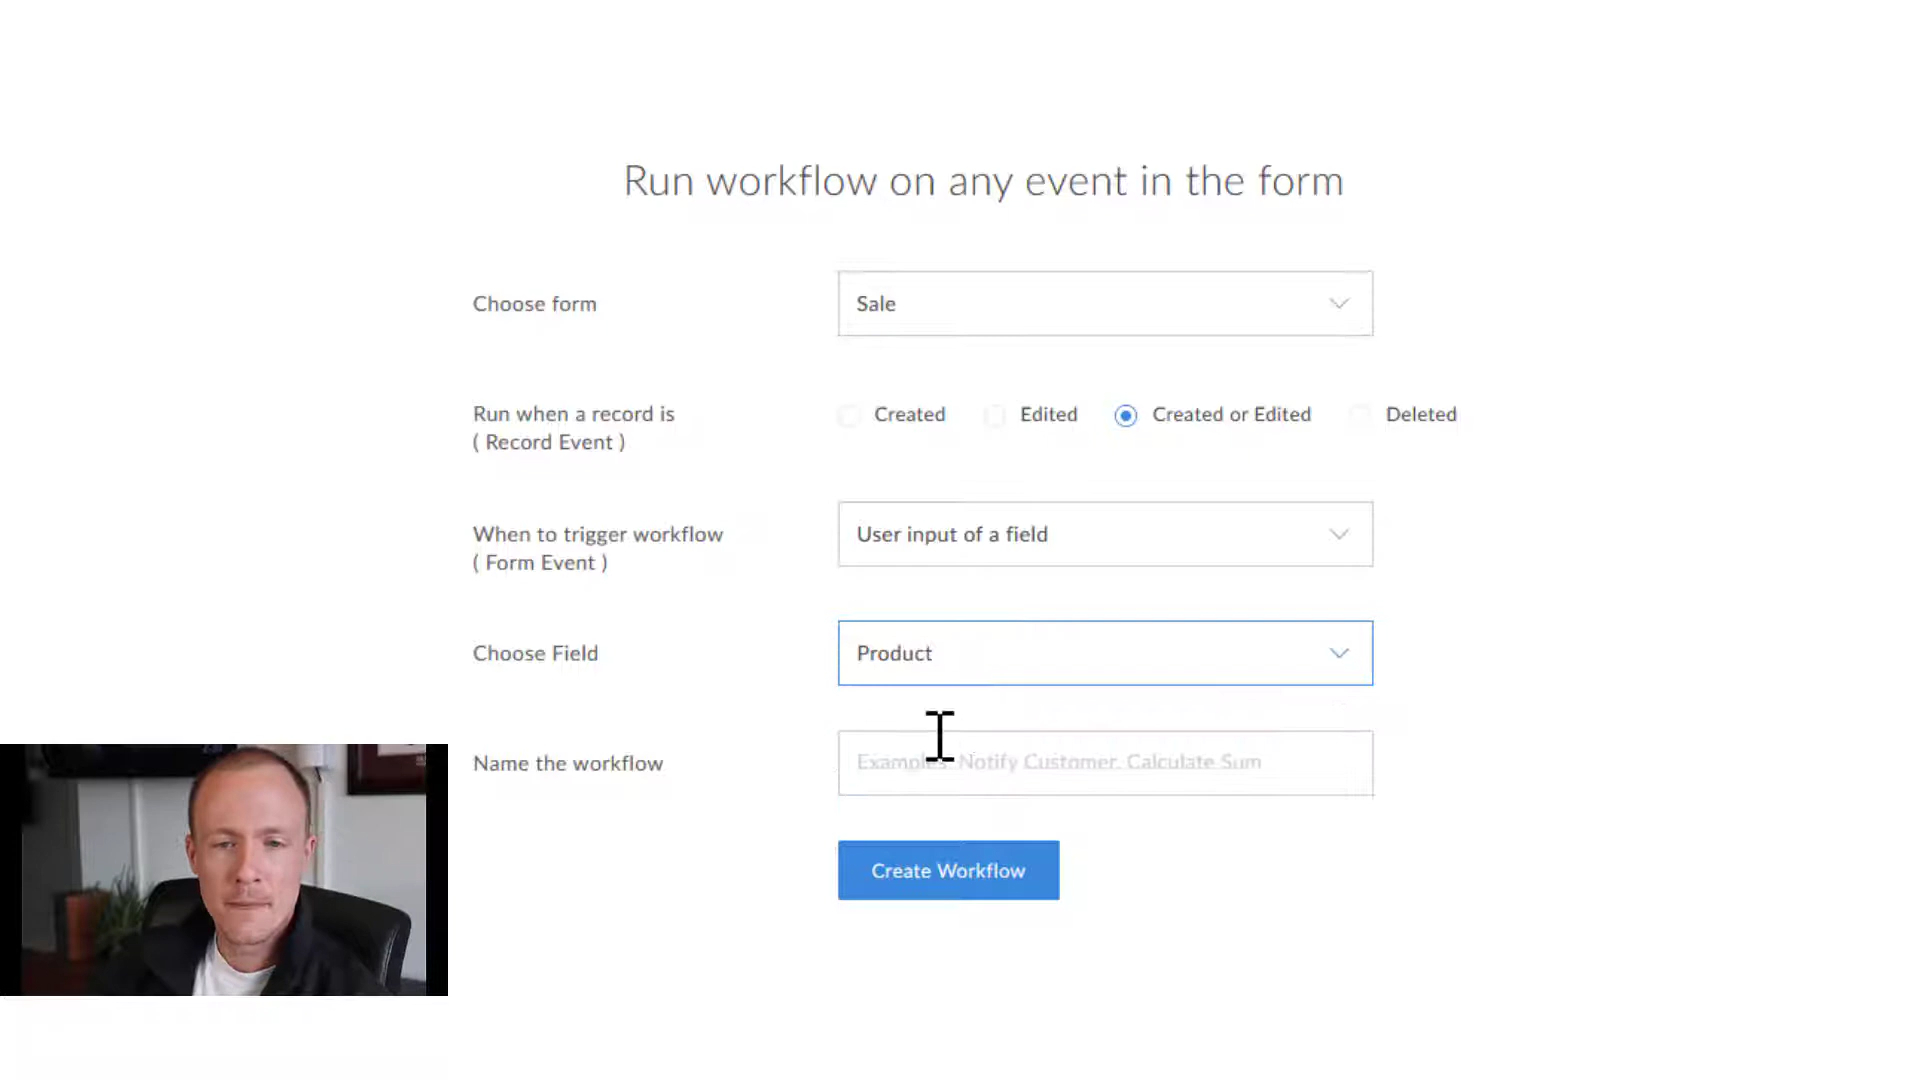 Run workflow on any event in the form
Choose form
Sale
Run when a record is
( Record Event )
Created
Edited
Created or Edited
Deleted
When to trigger workflow
( Form Event )
User input of a field
Choose Field
Product
Name the workflow
Examples: Notify Customer, Calculate Sum
Create Workflow